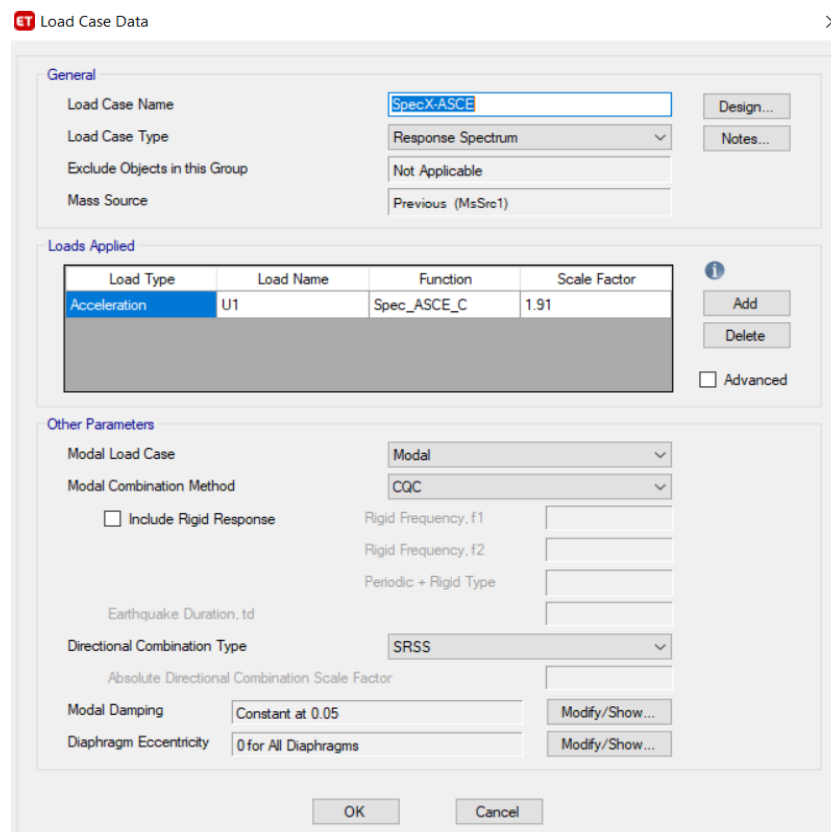 ET Load Case Data
General
Load Case Name SpecX-ASCE Design...
Load Case Type Response Spectrum Notes...
Exclude Objects in this Group Not Applicable
Mass Source Previous (MsSrc1)
Loads Applied
Load Type Load Name Function Scale Factor
Acceleration U1 Spec_ASCE_C 1.91
i
Add
Delete
Advanced
Other Parameters
Modal Load Case Modal
Modal Combination Method CQC
Include Rigid Response Rigid Frequency, f1
Rigid Frequency, f2
Periodic + Rigid Type
Earthquake Duration, td
Directional Combination Type SRSS
Absolute Directional Combination Scale Factor
Modal Damping Constant at 0.05 Modify/Show...
Diaphragm Eccentricity 0 for All Diaphragms Modify/Show...
OK Cancel